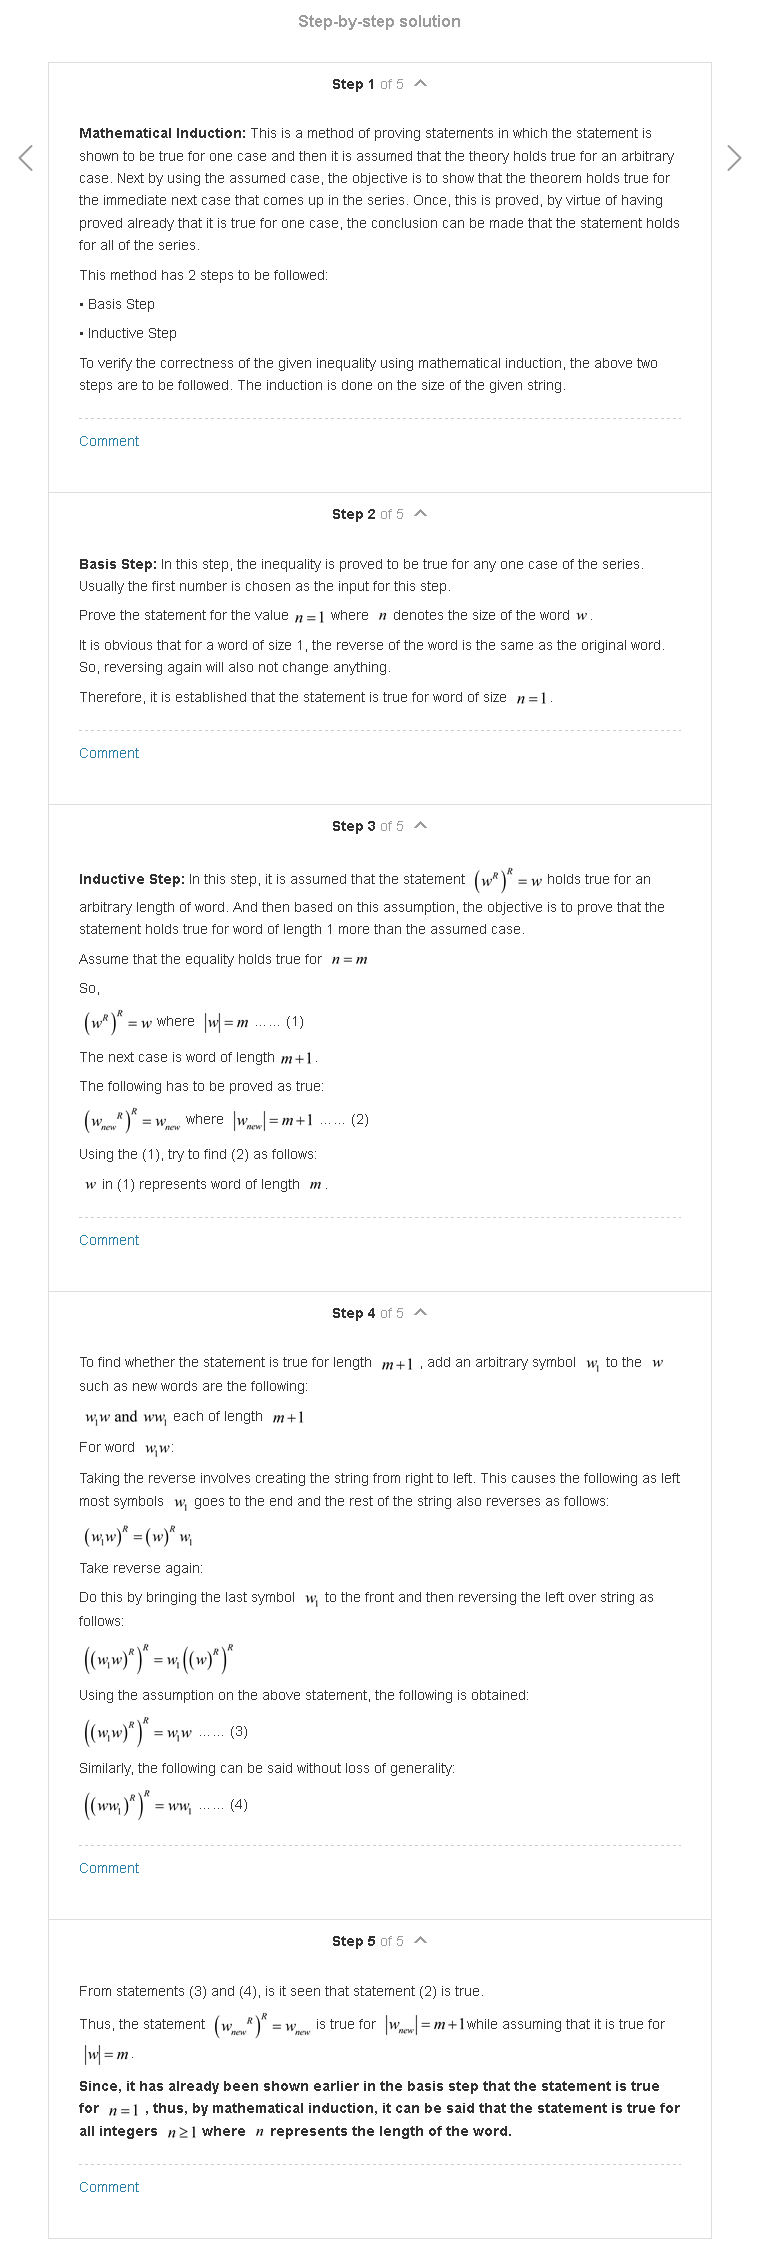 Step-by-step solution
Step 1 of 5
Mathematical Induction: This is a method of proving statements in which the statement is
shown to be true for one case and then it is assumed that the theory holds true for an arbitrary
case. Next by using the assumed case, the objective is to show that the theorem holds true for
the immediate next case that comes up in the series. Once, this is proved, by virtue of having
proved already that it is true for one case, the conclusion can be made that the statement holds
for all of the series.
This method has 2 steps to be followed:
• Basis Step
• Inductive Step
To verify the correctness of the given inequality using mathematical induction, the above two
steps are to be followed. The induction is done on the size of the given string.
Comment
Step 2 of 5
Basis Step: In this step, the inequality is proved to be true for any one case of the series.
Usually the first number is chosen as the input for this step.
Prove the statement for the value n = 1 where n denotes the size of the word w.
It is obvious that for a word of size 1, the reverse of the word is the same as the original word.
So, reversing again will also not change anything.
Therefore, it is established that the statement is true for word of size n = 1.
Comment
Step 3 of 5
Inductive Step: In this step, it is assumed that the statement (w^R)^R = w holds true for an
arbitrary length of word. And then based on this assumption, the objective is to prove that the
statement holds true for word of length 1 more than the assumed case.
Assume that the equality holds true for n = m
So,
(w^R)^R = w where |w| = m ...... (1)
The next case is word of length m+1.
The following has to be proved as true:
(w_new^R)^R = w_new where |w_new| = m+1 ...... (2)
Using the (1), try to find (2) as follows:
w in (1) represents word of length m.
Comment
Step 4 of 5
To find whether the statement is true for length m+1, add an arbitrary symbol w₁ to the w
such as new words are the following:
w₁w and ww₁ each of length m+1
For word w₁w:
Taking the reverse involves creating the string from right to left. This causes the following as left
most symbols w₁ goes to the end and the rest of the string also reverses as follows:
(w₁w)^R = (w)^R w₁
Take reverse again:
Do this by bringing the last symbol w₁ to the front and then reversing the left over string as
follows:
((w₁w)^R)^R = w₁((w)^R)^R
Using the assumption on the above statement, the following is obtained:
((w₁w)^R)^R = w₁w ...... (3)
Similarly, the following can be said without loss of generality:
((ww₁)^R)^R = ww₁ ...... (4)
Comment
Step 5 of 5
From statements (3) and (4), is it seen that statement (2) is true.
Thus, the statement (w_new^R)^R = w_new is true for |w_new| = m+1 while assuming that it is true for
|w| = m.
Since, it has already been shown earlier in the basis step that the statement is true
for n = 1, thus, by mathematical induction, it can be said that the statement is true for
all integers n ≥ 1 where n represents the length of the word.
Comment